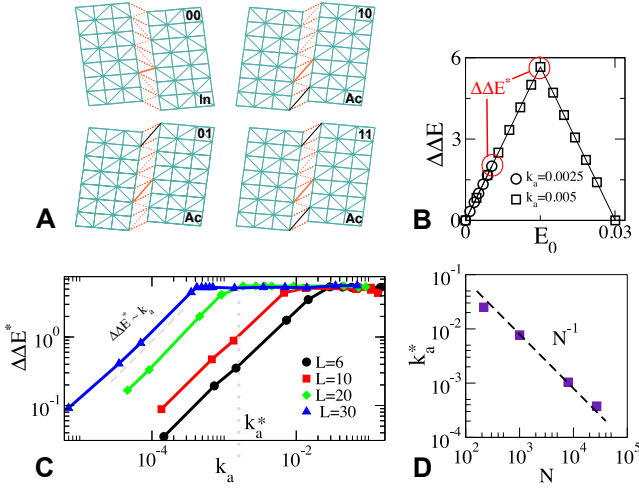 00
In
10
Ac
01
Ac
11
Ac
A
6
4
2
0
ΔΔE
ΔΔE*
k_a=0.0025
k_a=0.005
0
E_0
0.03
B
10^0
10^-1
ΔΔE*
ΔΔE* ~ k_a
L=6
L=10
L=20
L=30
k_a*
10^-4
10^-2
k_a
C
10^-1
10^-2
10^-3
10^-4
k_a*
N^-1
10^2
10^3
10^4
10^5
N
D